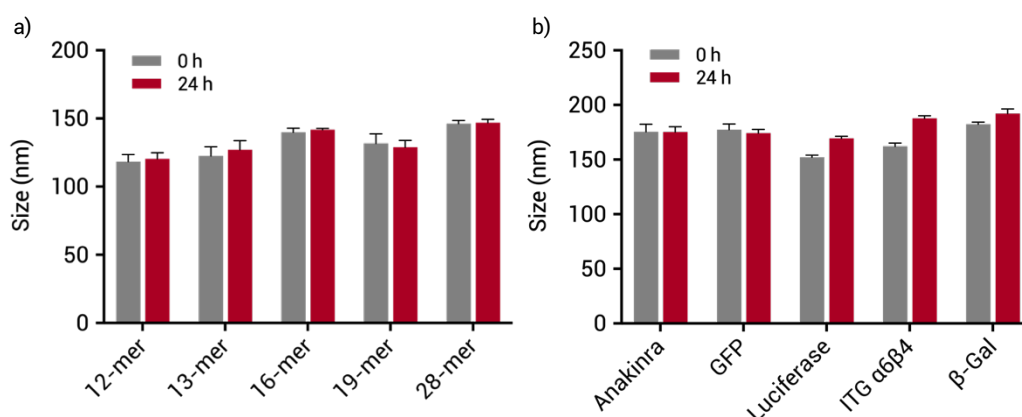 a)
Size (nm)
200
150
100
50
0
0 h
24 h
12-mer
13-mer
16-mer
19-mer
28-mer
b)
Size (nm)
250
200
150
100
50
0
0 h
24 h
Anakinra
GFP
Luciferase
ITG α6β4
β-Gal